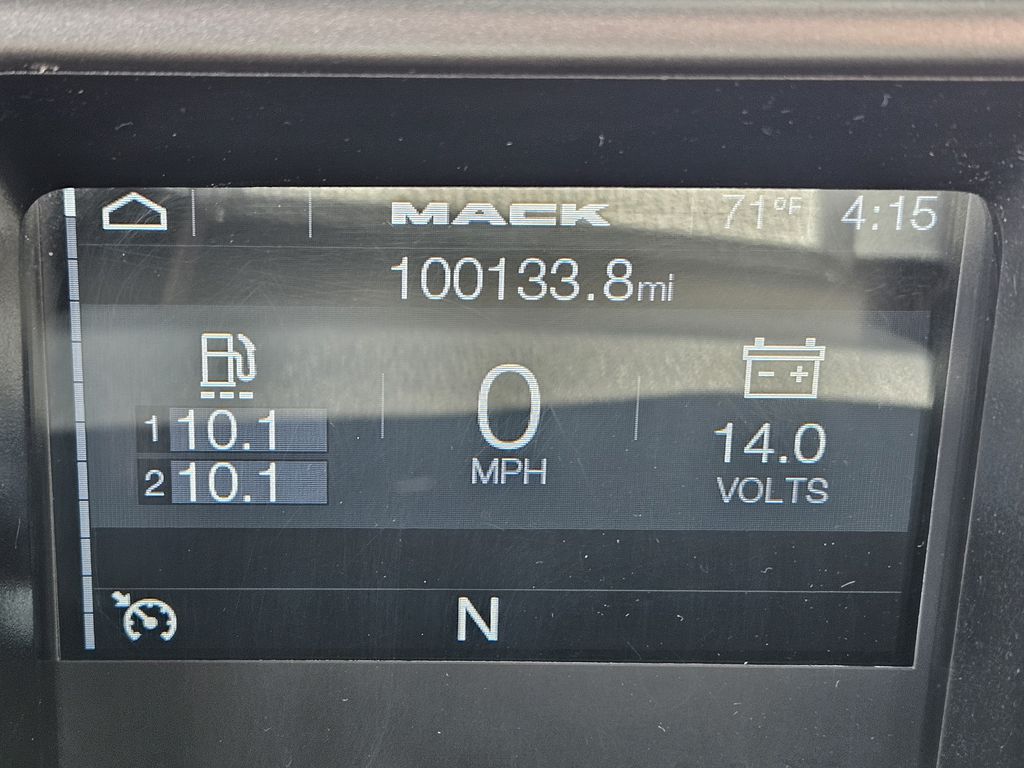 MACK 71°F 4:15
100133.8mi
1 10.1
2 10.1
0
MPH
- +
14.0
VOLTS
N